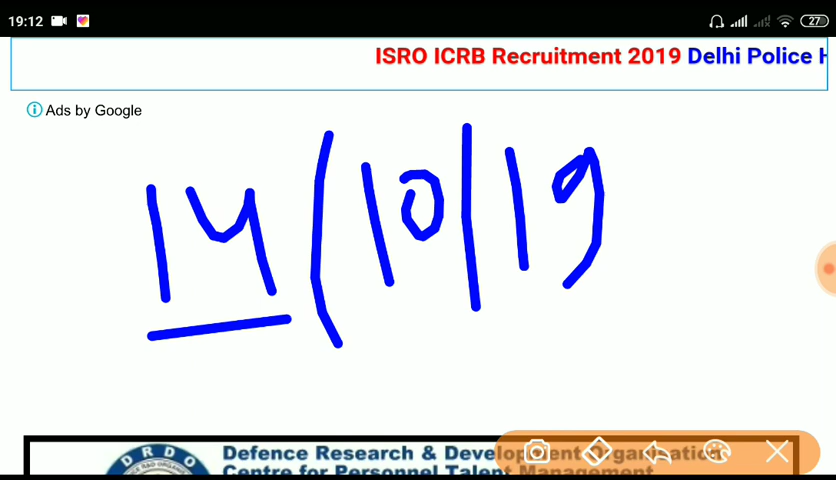 19:12 27
ISRO ICRB Recruitment 2019 Delhi Police H
Ads by Google
14/10/19
DRDO
Defence Research & Development Organisation
Centre for Personnel Talent Management